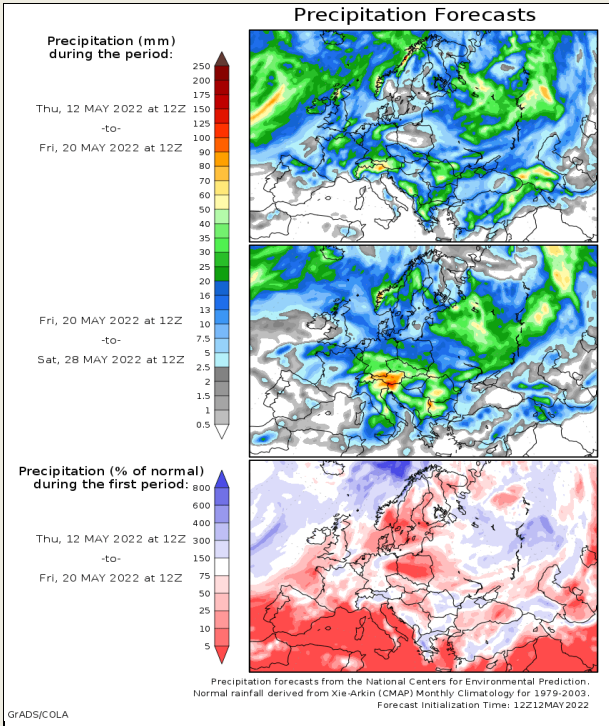 Precipitation Forecasts
Precipitation (mm)
during the period:
Thu, 12 MAY 2022 at 12Z
-to-
Fri, 20 MAY 2022 at 12Z
250
200
175
150
125
100
90
80
70
60
50
40
35
30
25
20
16
13
10
7.5
5
2.5
2
1.5
1
0.5
Fri, 20 MAY 2022 at 12Z
-to-
Sat, 28 MAY 2022 at 12Z
Precipitation (% of normal)
during the first period:
Thu, 12 MAY 2022 at 12Z
-to-
Fri, 20 MAY 2022 at 12Z
800
600
400
300
150
75
50
25
10
5
Precipitation forecasts from the National Centers for Environmental Prediction.
Normal rainfall derived from Xie-Arkin (CMAP) Monthly Climatology for 1979-2003.
Forecast Initialization Time: 12Z12MAY2022
GrADS/COLA